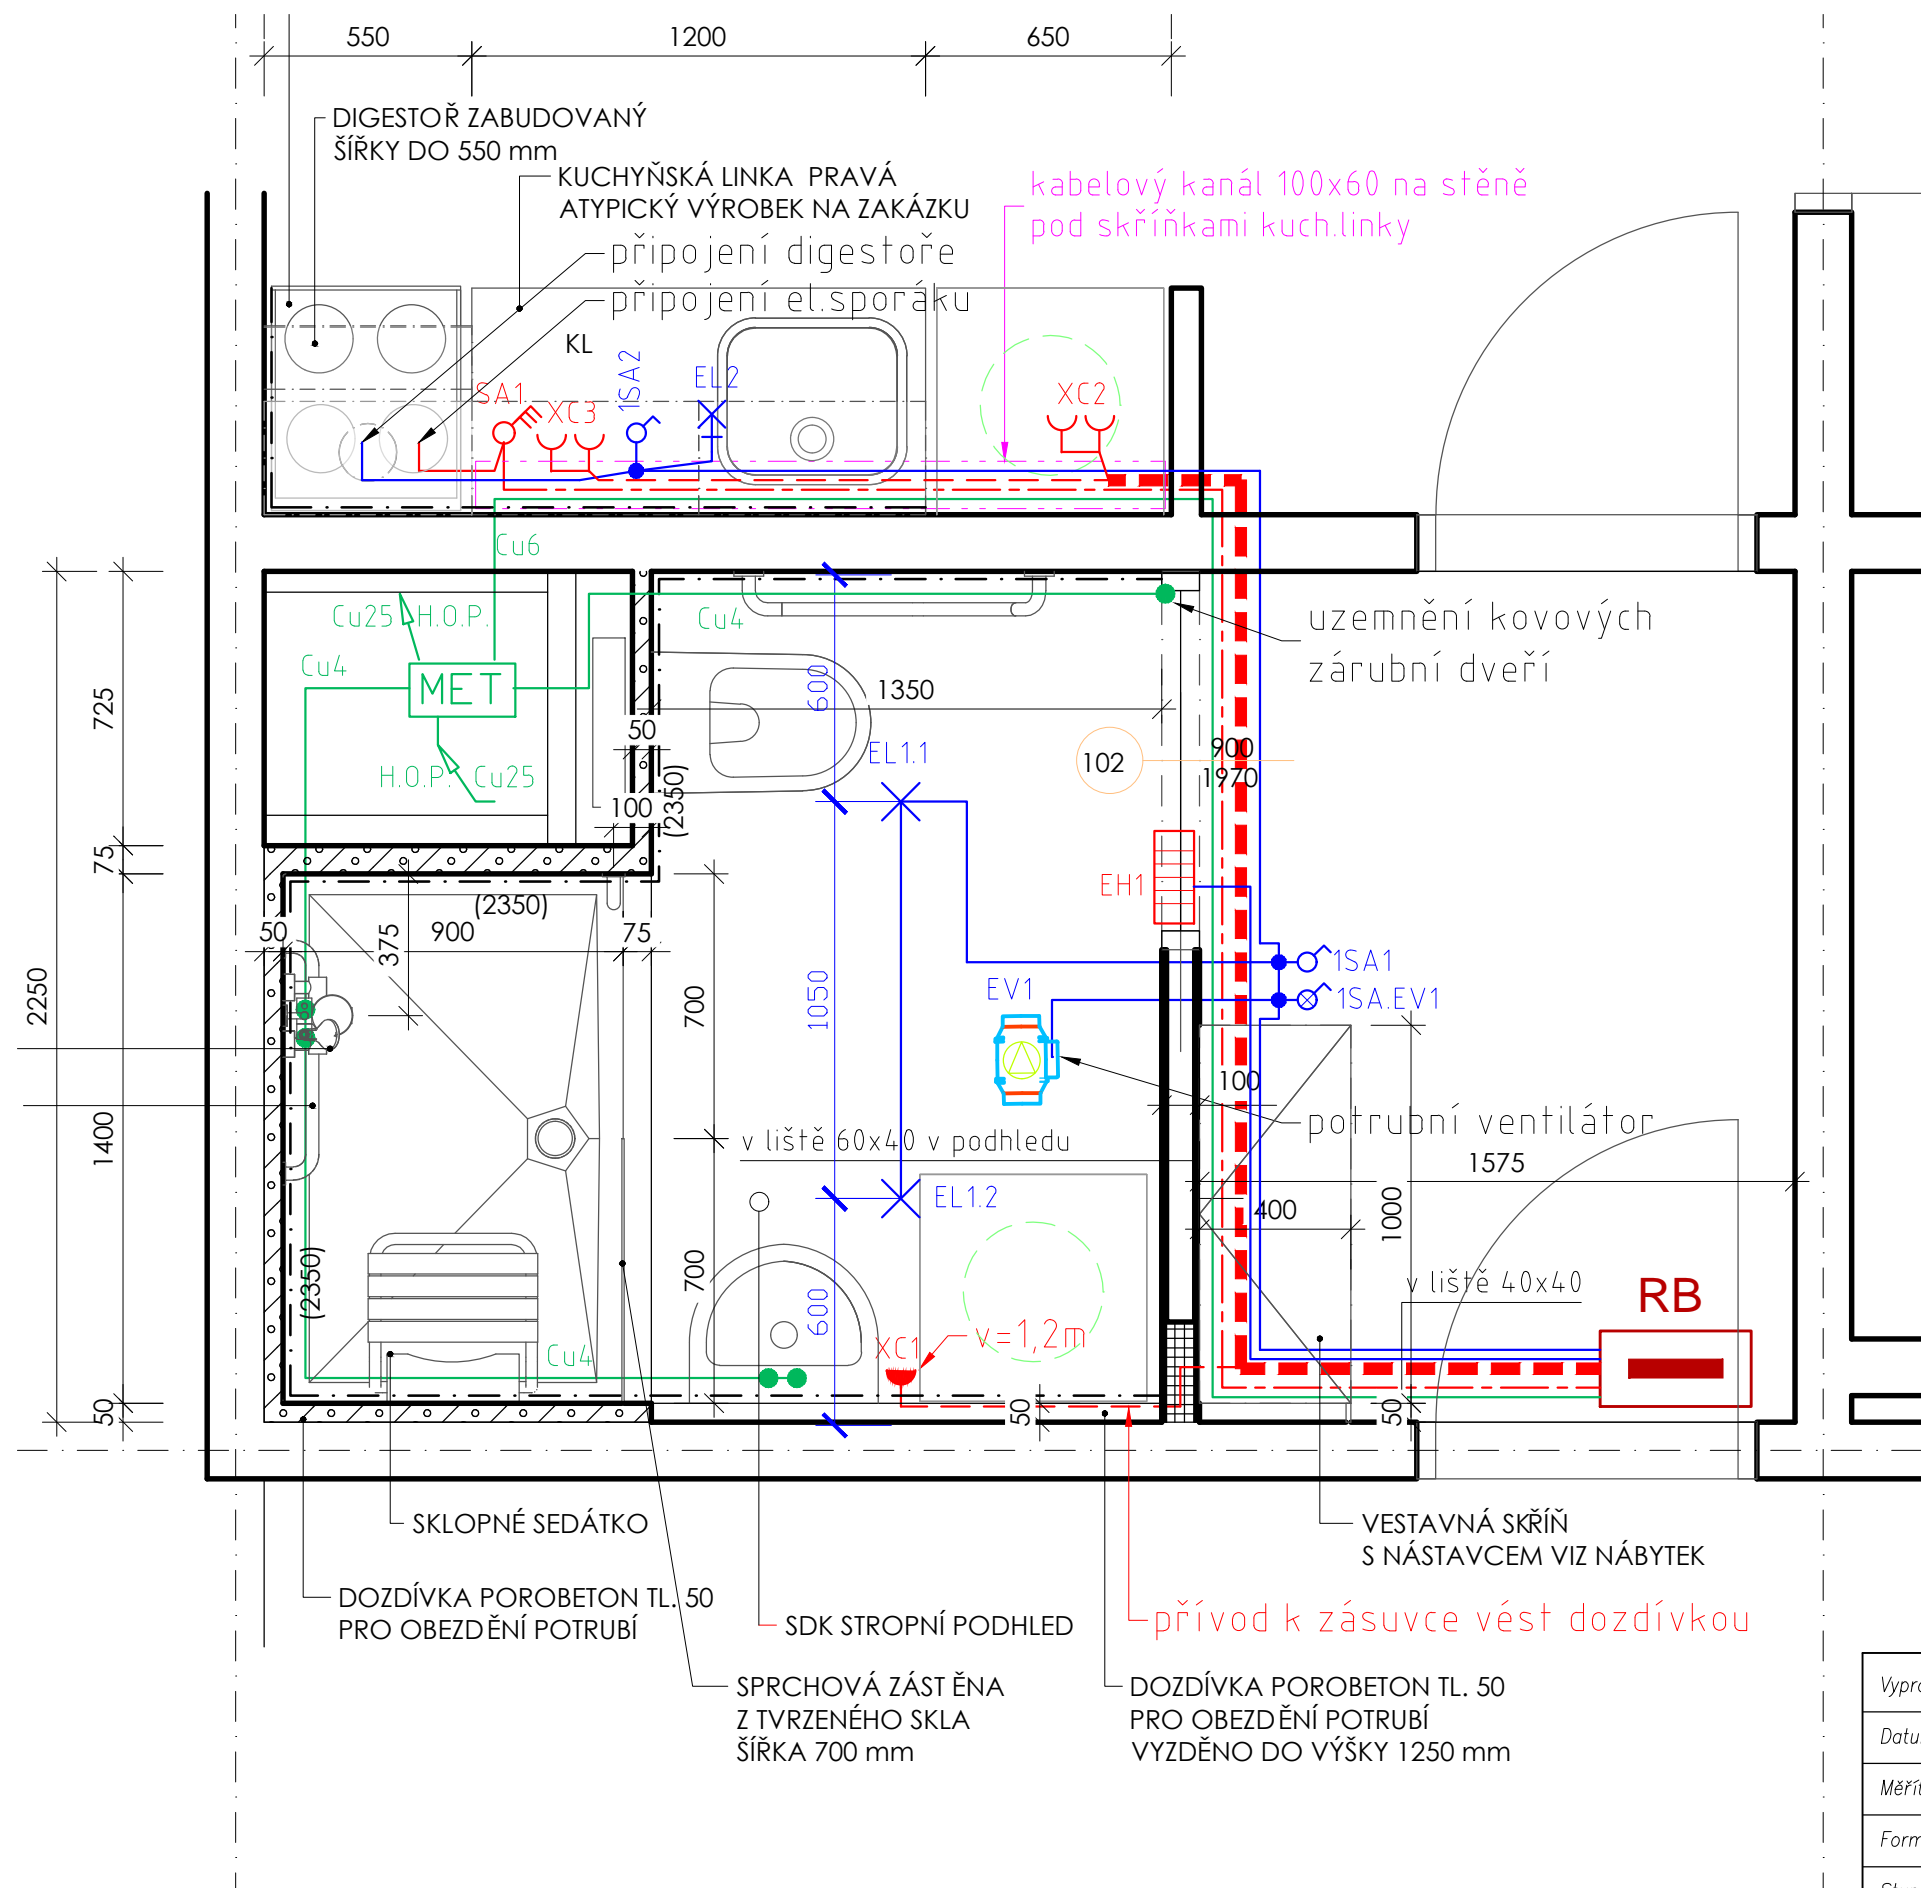 550
1200
650
DIGESTOŘ ZABUDOVANÝ
ŠÍŘKY DO 550 mm
KUCHYŇSKÁ LINKA PRAVÁ
ATYPICKÝ VÝROBEK NA ZAKÁZKU
kabelový kanál 100x60 na stěně
pod skříňkami kuch.linky
připojení digestoře
připojení el.sporáku
KL
SA1
XC3
1SA2
EL2
XC2
Cu6
Cu25
H.O.P.
Cu4
Cu4
MET
H.O.P.
Cu25
uzemnění kovových
zárubní dveří
725
600
1350
50
EL1.1
102
900
1970
100
(2350)
75
EH1
(2350)
50
900
75
375
2250
700
1050
EV1
1SA1
1SA.EV1
100
potrubní ventilátor
1400
v liště 60x40 v podhledu
1575
EL1.2
400
1000
(2350)
700
600
v liště 40x40
RB
XC1
v=1,2m
Cu4
50
50
50
SKLOPNÉ SEDÁTKO
VESTAVNÁ SKŘÍŇ
S NÁSTAVCEM VIZ NÁBYTEK
DOZDÍVKA POROBETON TL. 50
PRO OBEZDĚNÍ POTRUBÍ
SDK STROPNÍ PODHLED
přívod k zásuvce vést dozdívkou
SPRCHOVÁ ZÁSTĚNA
Z TVRZENÉHO SKLA
ŠÍŘKA 700 mm
DOZDÍVKA POROBETON TL. 50
PRO OBEZDĚNÍ POTRUBÍ
VYZDĚNO DO VÝŠKY 1250 mm
Vypr
Datu
Měřít
Form